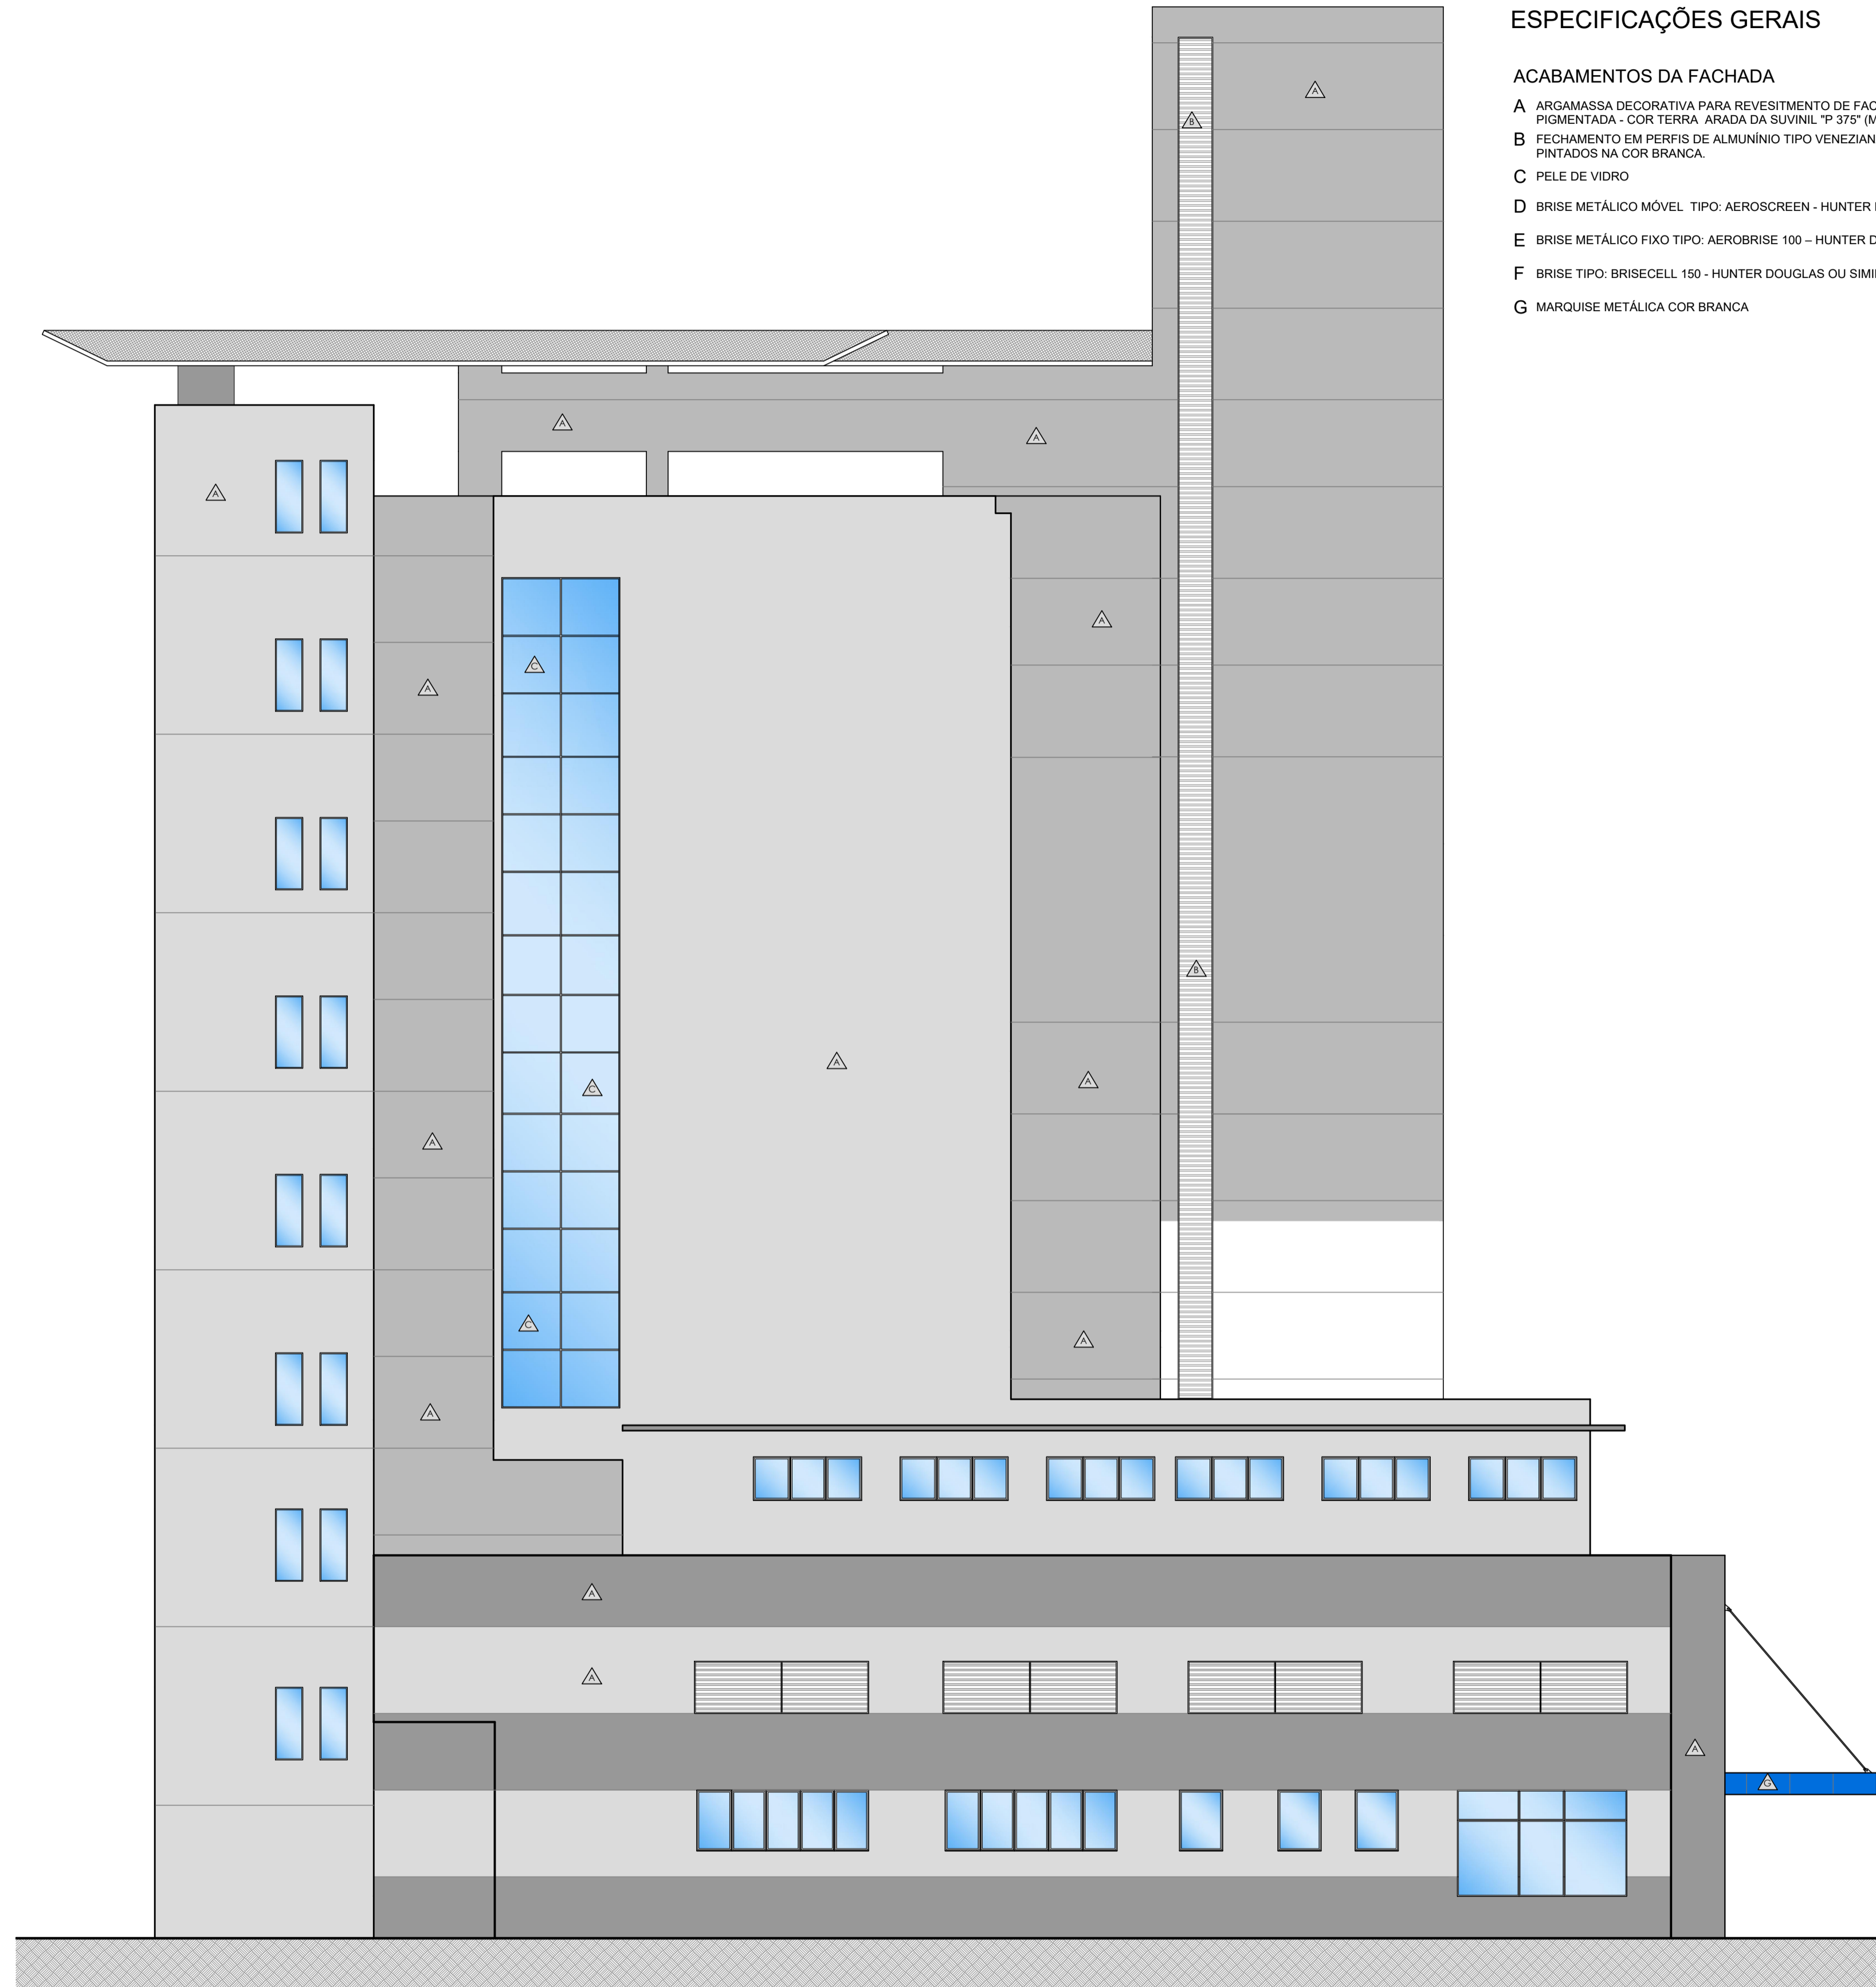 ESPECIFICAÇÕES GERAIS
ACABAMENTOS DA FACHADA
A ARGAMASSA DECORATIVA PARA REVESITMENTO DE FAC
PIGMENTADA - COR TERRA ARADA DA SUVINIL "P 375" (M
B FECHAMENTO EM PERFIS DE ALMUNÍNIO TIPO VENEZIAN
PINTADOS NA COR BRANCA.
C PELE DE VIDRO
D BRISE METÁLICO MÓVEL TIPO: AEROSCREEN - HUNTER
E BRISE METÁLICO FIXO TIPO: AEROBRISE 100 – HUNTER D
F BRISE TIPO: BRISECELL 150 - HUNTER DOUGLAS OU SIMI
G MARQUISE METÁLICA COR BRANCA
A
B
A
A
A
A
C
A
B
A
C
A
A
C
A
A
A
A
A
G